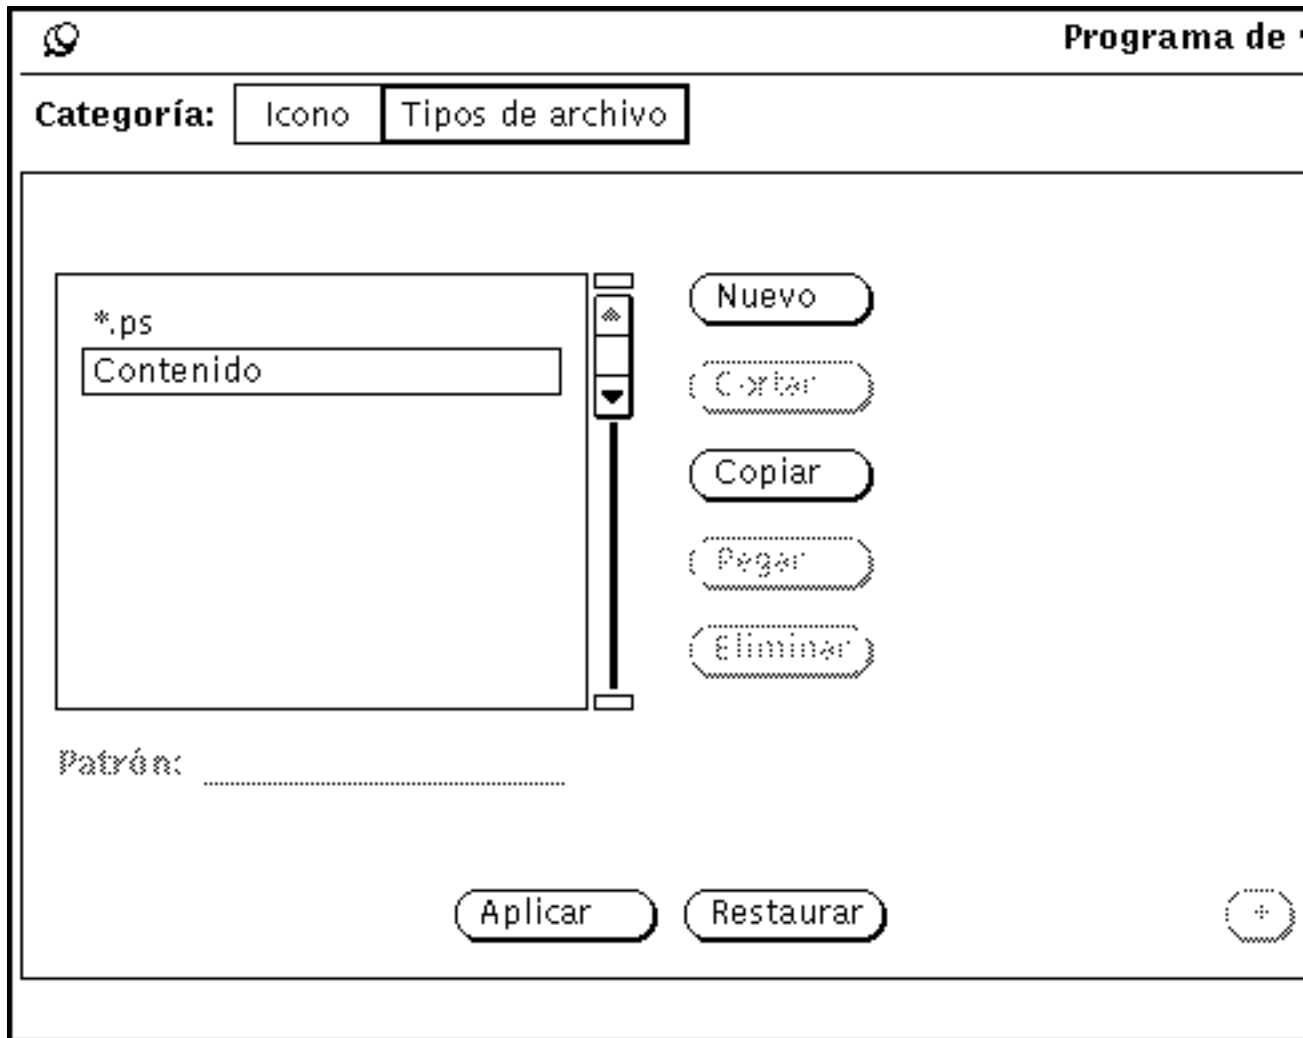 Programa de
Categoría: Icono Tipos de archivo
*.ps
Contenido
Nuevo
Cortar
Copiar
Pegar
Eliminar
Patrón:
Aplicar Restaurar +